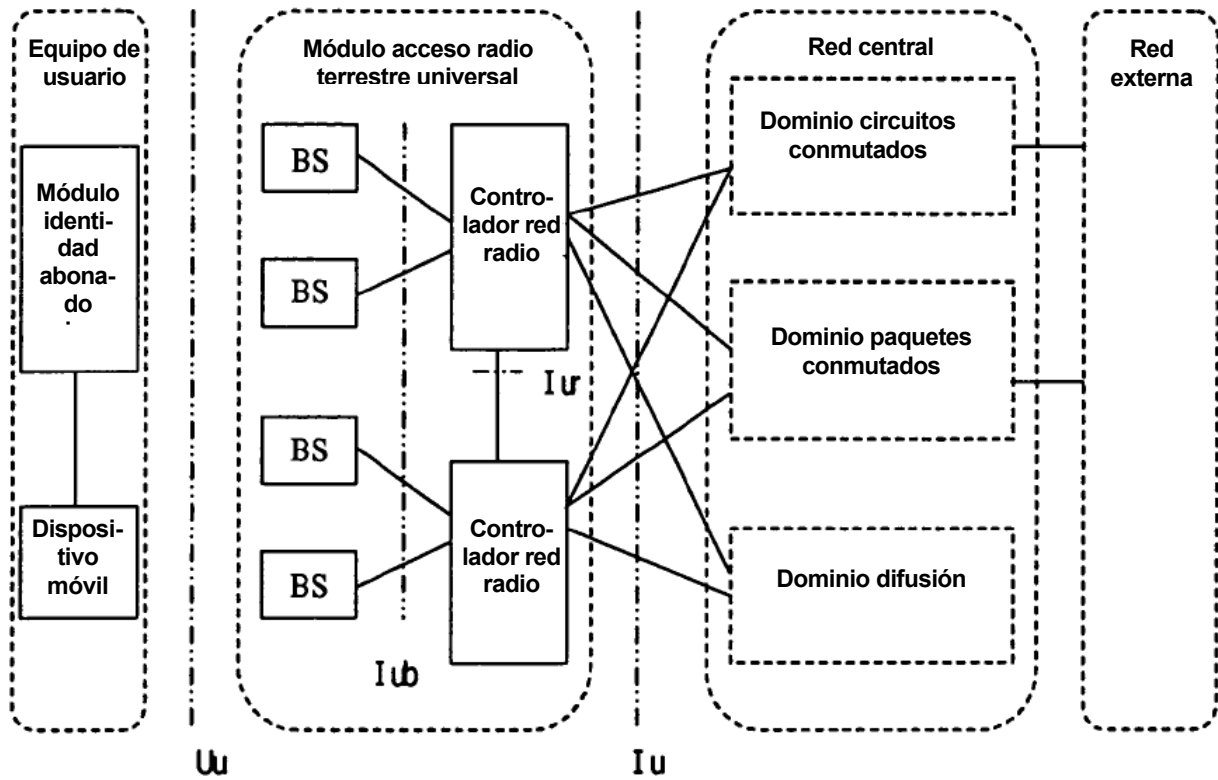 Equipo de
usuario
Módulo
identi-
dad
abona-
do
Disposi-
tivo
móvil
Uu
Módulo acceso radio
terrestre universal
BS
BS
BS
BS
Contro-
lador red
radio
Iur
Contro-
lador red
radio
Iub
Iu
Red central
Dominio circuitos
conmutados
Dominio paquetes
conmutados
Dominio difusión
Red
externa